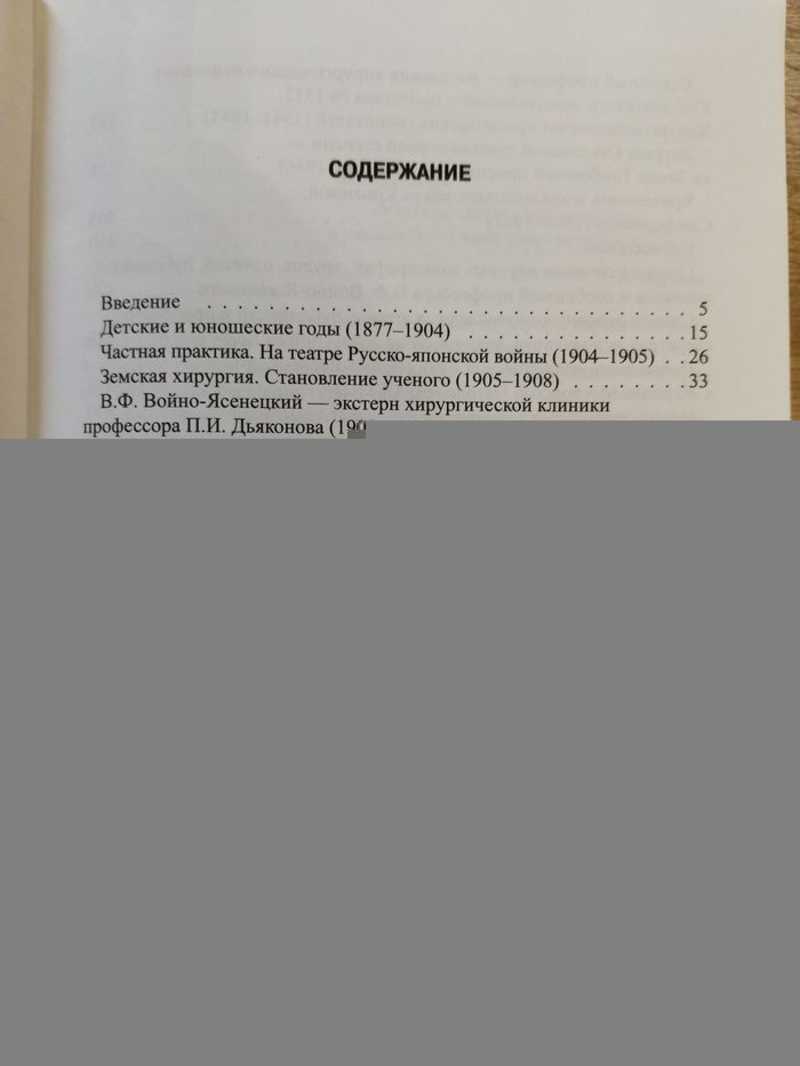 СОДЕРЖАНИЕ
Введение . . . . . . . . . . . . . . . . . . . . . . . . . . . . . . . . 5
Детские и юношеские годы (1877–1904) . . . . . . . . . . . . . . . 15
Частная практика. На театре Русско-японской войны (1904–1905) . . 26
Земская хирургия. Становление ученого (1905–1908) . . . . . . . . 33
В.Ф. Войно-Ясенецкий — экстерн хирургической клиники
профессора П.И. Дьяконова